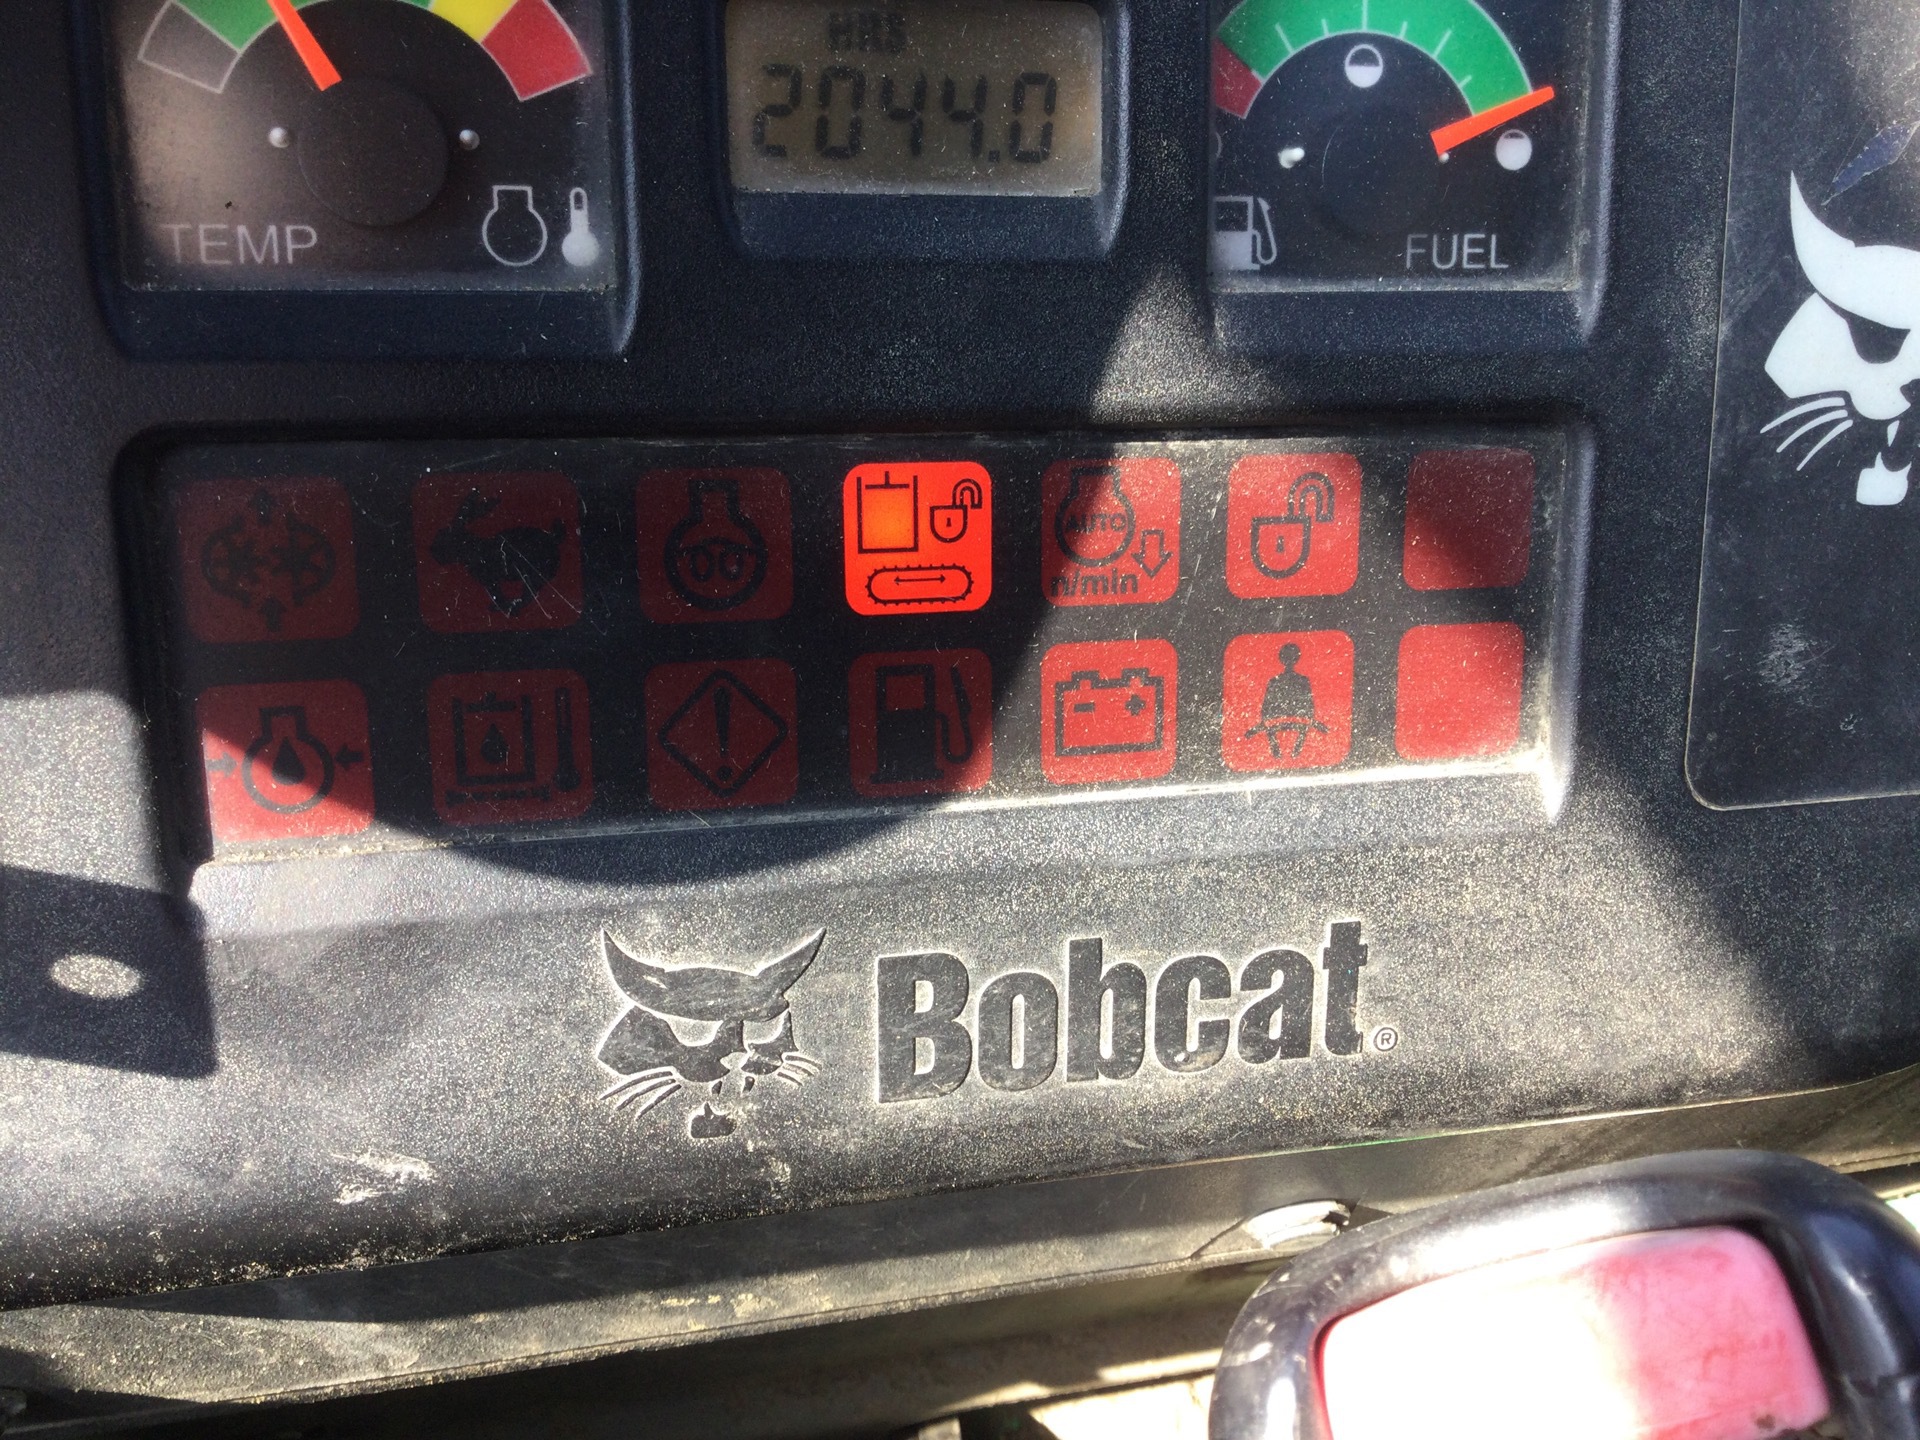 HRS
2044.0
TEMP
FUEL
AUTO
n/min
Bobcat®